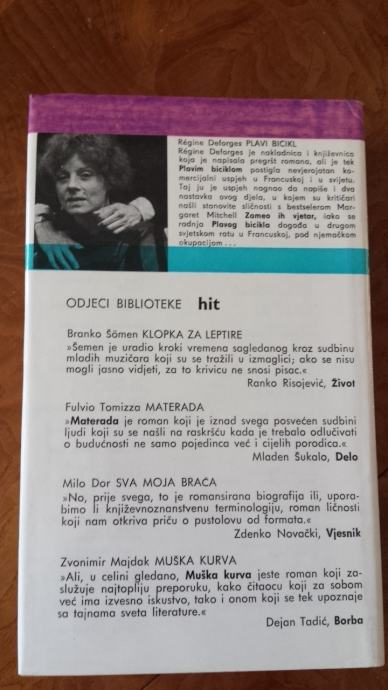 Régine Deforges PLAVI BICIKL
Régine Deforges je nakladnica i književnica
koja je napisala pregršt romana, ali je tek
Plavim biciklom postigla nevjerojatan ko-
mercijalni uspjeh u Francuskoj i u svijetu.
Taj ju je uspjeh nagnao da napiše i dva
nastavka ovog djela, u kojem su kritičari
našli stanovite sličnosti s bestselerom Mar-
garet Mitchell Zameo ih vjetar, iako se
radnja Plavog bicikla događa u drugom
svjetskom ratu u Francuskoj, pod njemačkom
okupacijom...
ODJECI BIBLIOTEKE hit
Branko Šömen KLOPKA ZA LEPTIRE
»Šemen je uradio kroki vremena sagledanog kroz sudbinu
mladih muzičara koji su se tražili u izmaglici; ako se nisu
mogli jasno vidjeti, za to krivicu ne snosi pisac.«
Ranko Risojević, Život
Fulvio Tomizza MATERADA
»Materada je roman koji je iznad svega posvećen sudbini
ljudi koji su se našli na raskršću kada je trebalo odlučivati
o budućnosti ne samo pojedinca već i cijelih porodica.«
Mladen Šukalo, Delo
Milo Dor SVA MOJA BRAĆA
»No, prije svega, to je romansirana biografija ili, upora-
bimo li književnoznanstvenu terminologiju, roman ličnosti
koji nam otkriva priču o pustolovu od formata.«
Zdenko Novački, Vjesnik
Zvonimir Majdak MUŠKA KURVA
»Ali, u celini gledano, Muška kurva jeste roman koji za-
služuje najtopliju preporuku, kako čitaocu koji za sobom
već ima izvesno iskustvo, tako i onom koji se tek upoznaje
sa tajnama sveta literature.«
Dejan Tadić, Borba